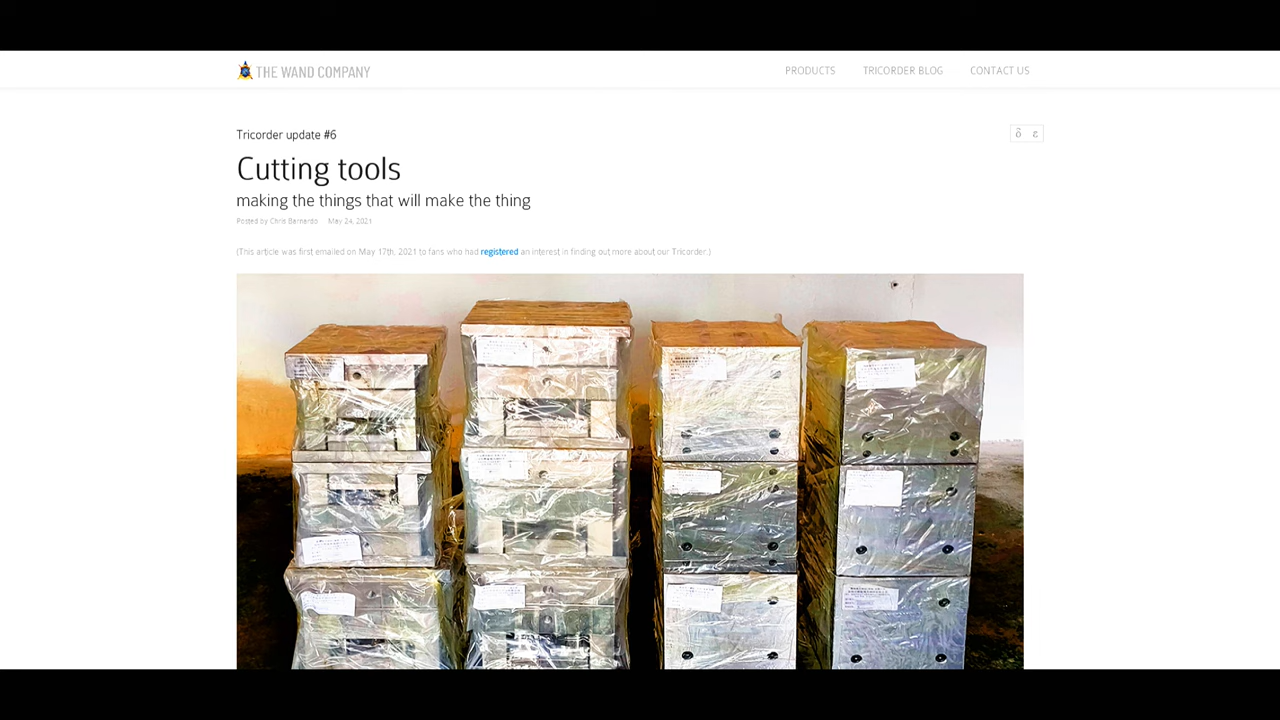 THE WAND COMPANY
PRODUCTS TRICORDER BLOG CONTACT US
Tricorder update #6
Cutting tools
making the things that will make the thing
Posted by Chris Barnardo May 24, 2021
(This article was first emailed on May 17th, 2021 to fans who had registered an interest in finding out more about our Tricorder.)